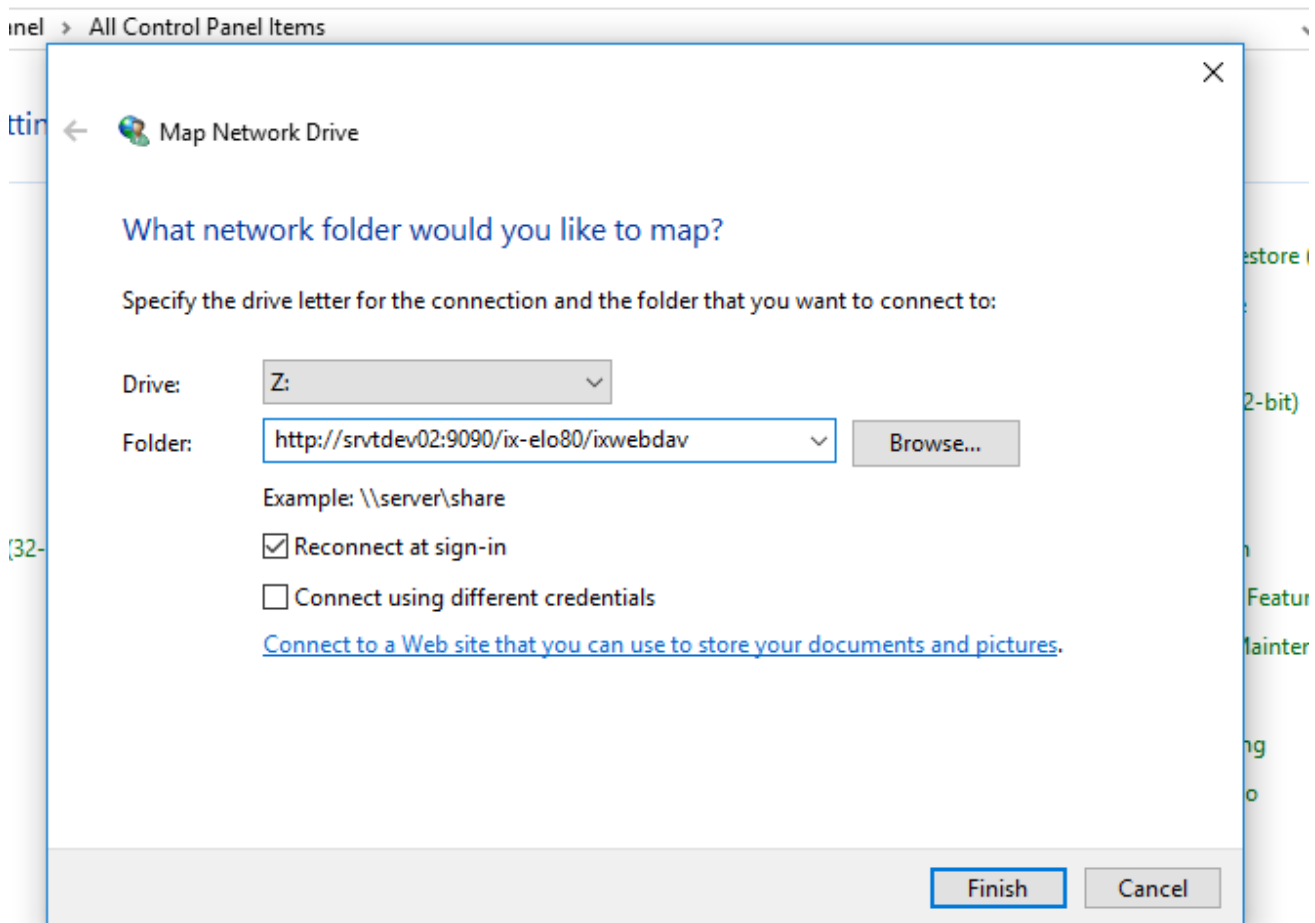 All Control Panel Items
Map Network Drive
What network folder would you like to map?
Specify the drive letter for the connection and the folder that you want to connect to:
Drive: Z:
Folder: http://srvtdev02:9090/ix-elo80/ixwebdav Browse...
Example: \\server\share
(32-
2-bit)
Reconnect at sign-in
Connect using different credentials
Connect to a Web site that you can use to store your documents and pictures.
Finish Cancel